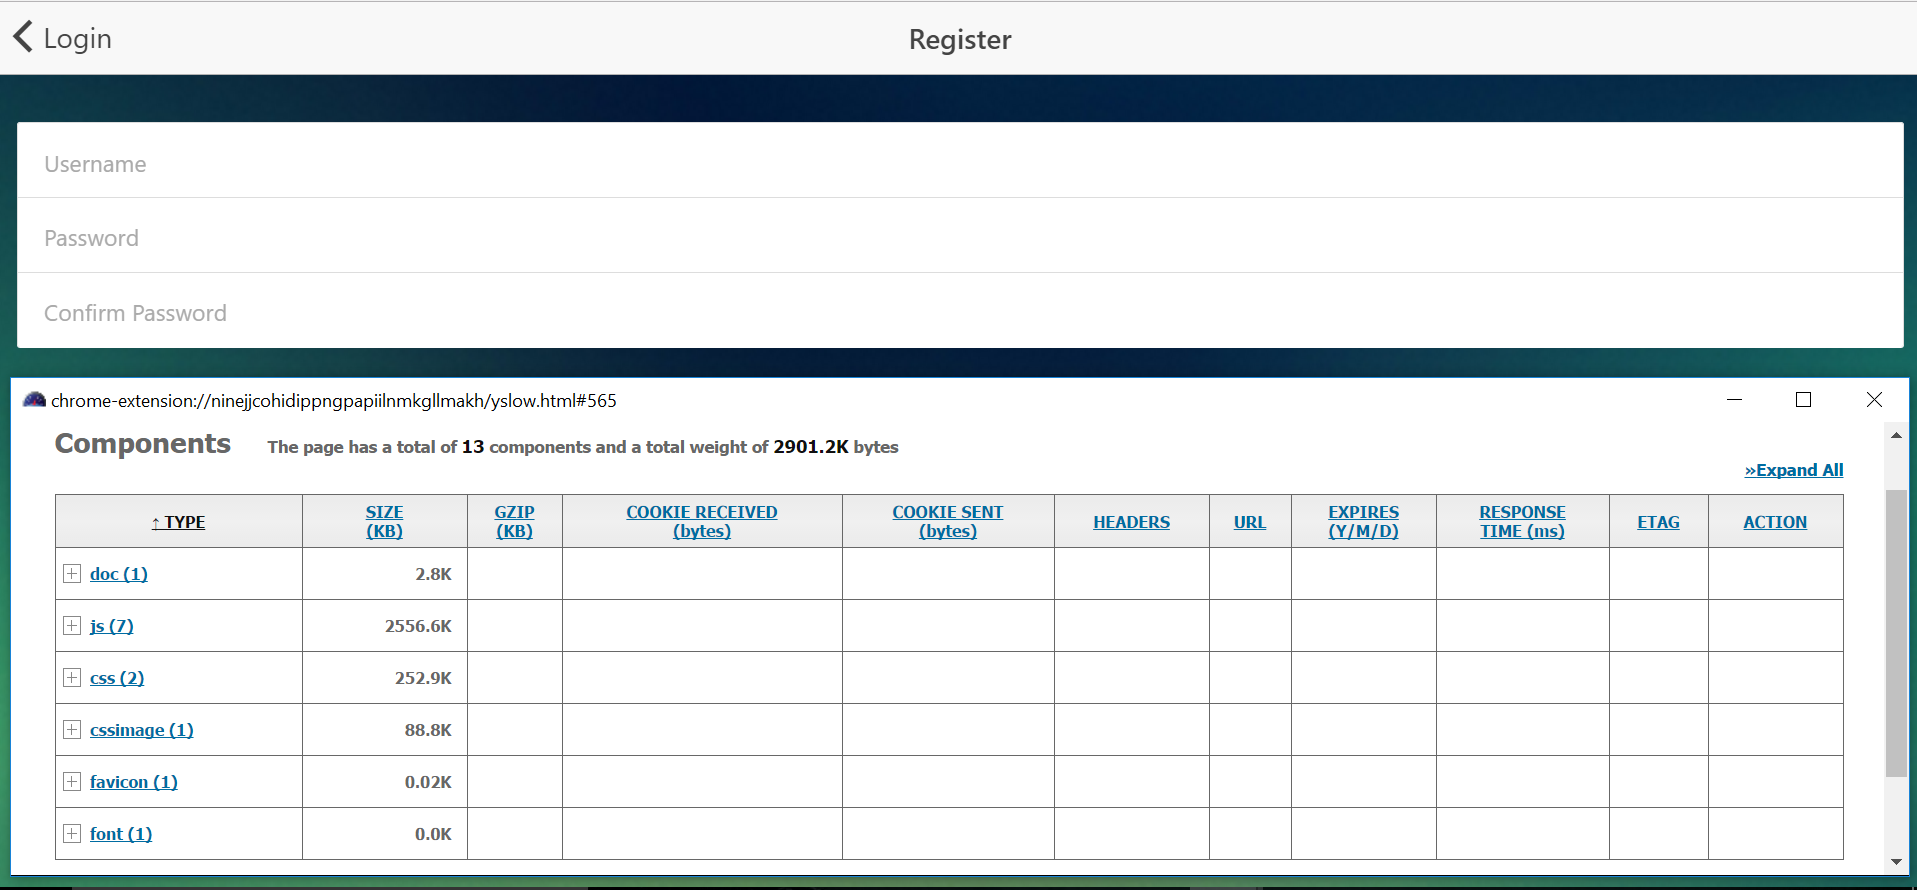 Login
Register
Username
Password
Confirm Password
chrome-extension://ninejjcohidippngpapiilnmkgllmakh/yslow.html#565
Components The page has a total of 13 components and a total weight of 2901.2K bytes
»Expand All
↑ TYPE SIZE (KB) GZIP (KB) COOKIE RECEIVED (bytes) COOKIE SENT (bytes) HEADERS URL EXPIRES (Y/M/D) RESPONSE TIME (ms) ETAG ACTION
doc (1) 2.8K
js (7) 2556.6K
css (2) 252.9K
cssimage (1) 88.8K
favicon (1) 0.02K
font (1) 0.0K